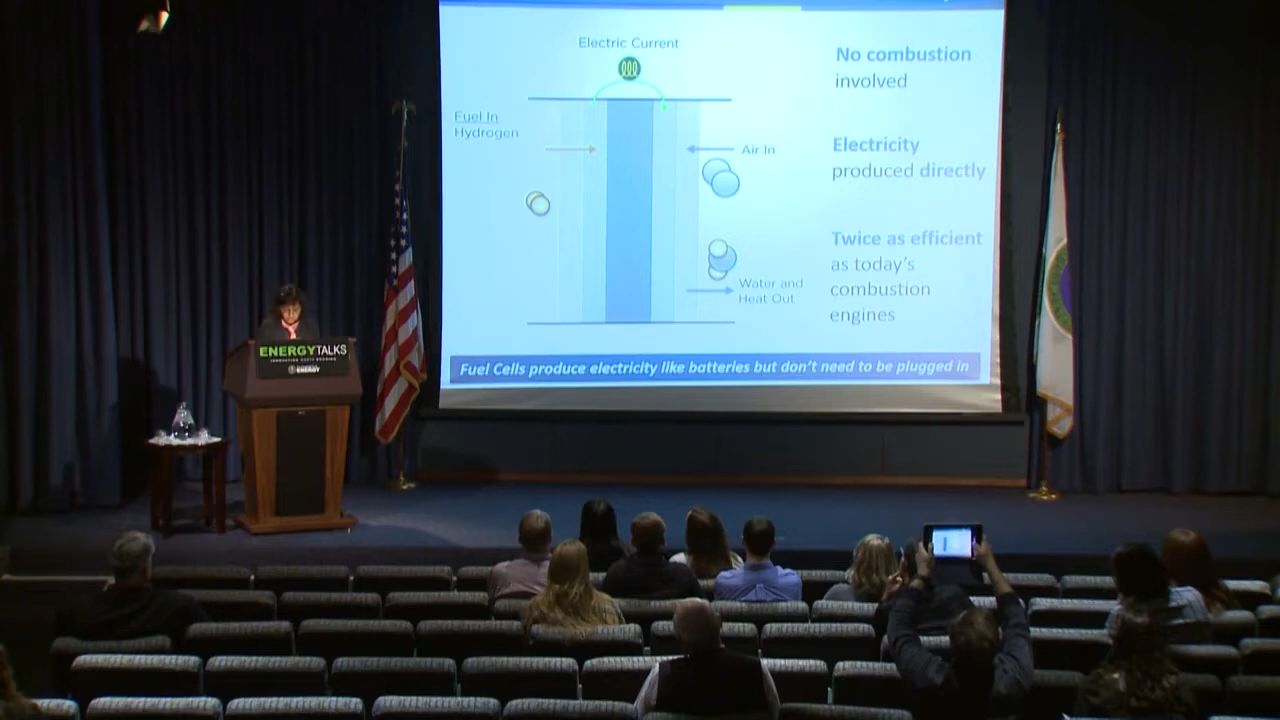 Electric Current
Fuel In
Hydrogen
Air In
Water and
Heat Out
No combustion
involved
Electricity
produced directly
Twice as efficient
as today's
combustion
engines
Fuel Cells produce electricity like batteries but don't need to be plugged in
ENERGYTALKS
ENERGY